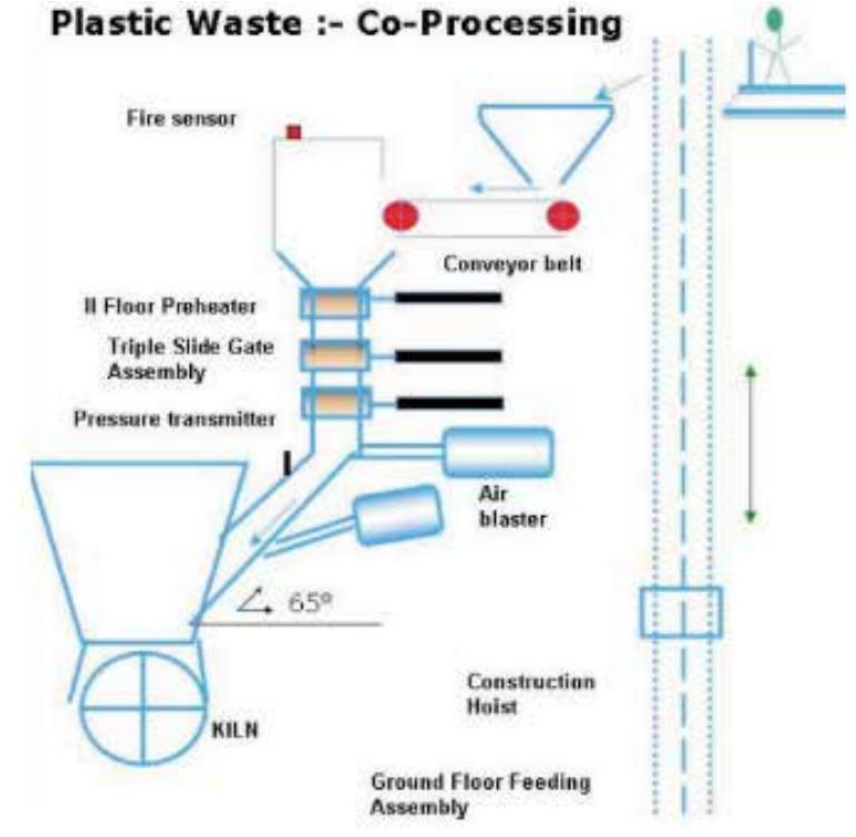 Plastic Waste :- Co-Processing
Fire sensor
Conveyor belt
II Floor Preheater
Triple Slide Gate
Assembly
Pressure transmitter
Air
blaster
65º
Construction
Hoist
KILN
Ground Floor Feeding
Assembly